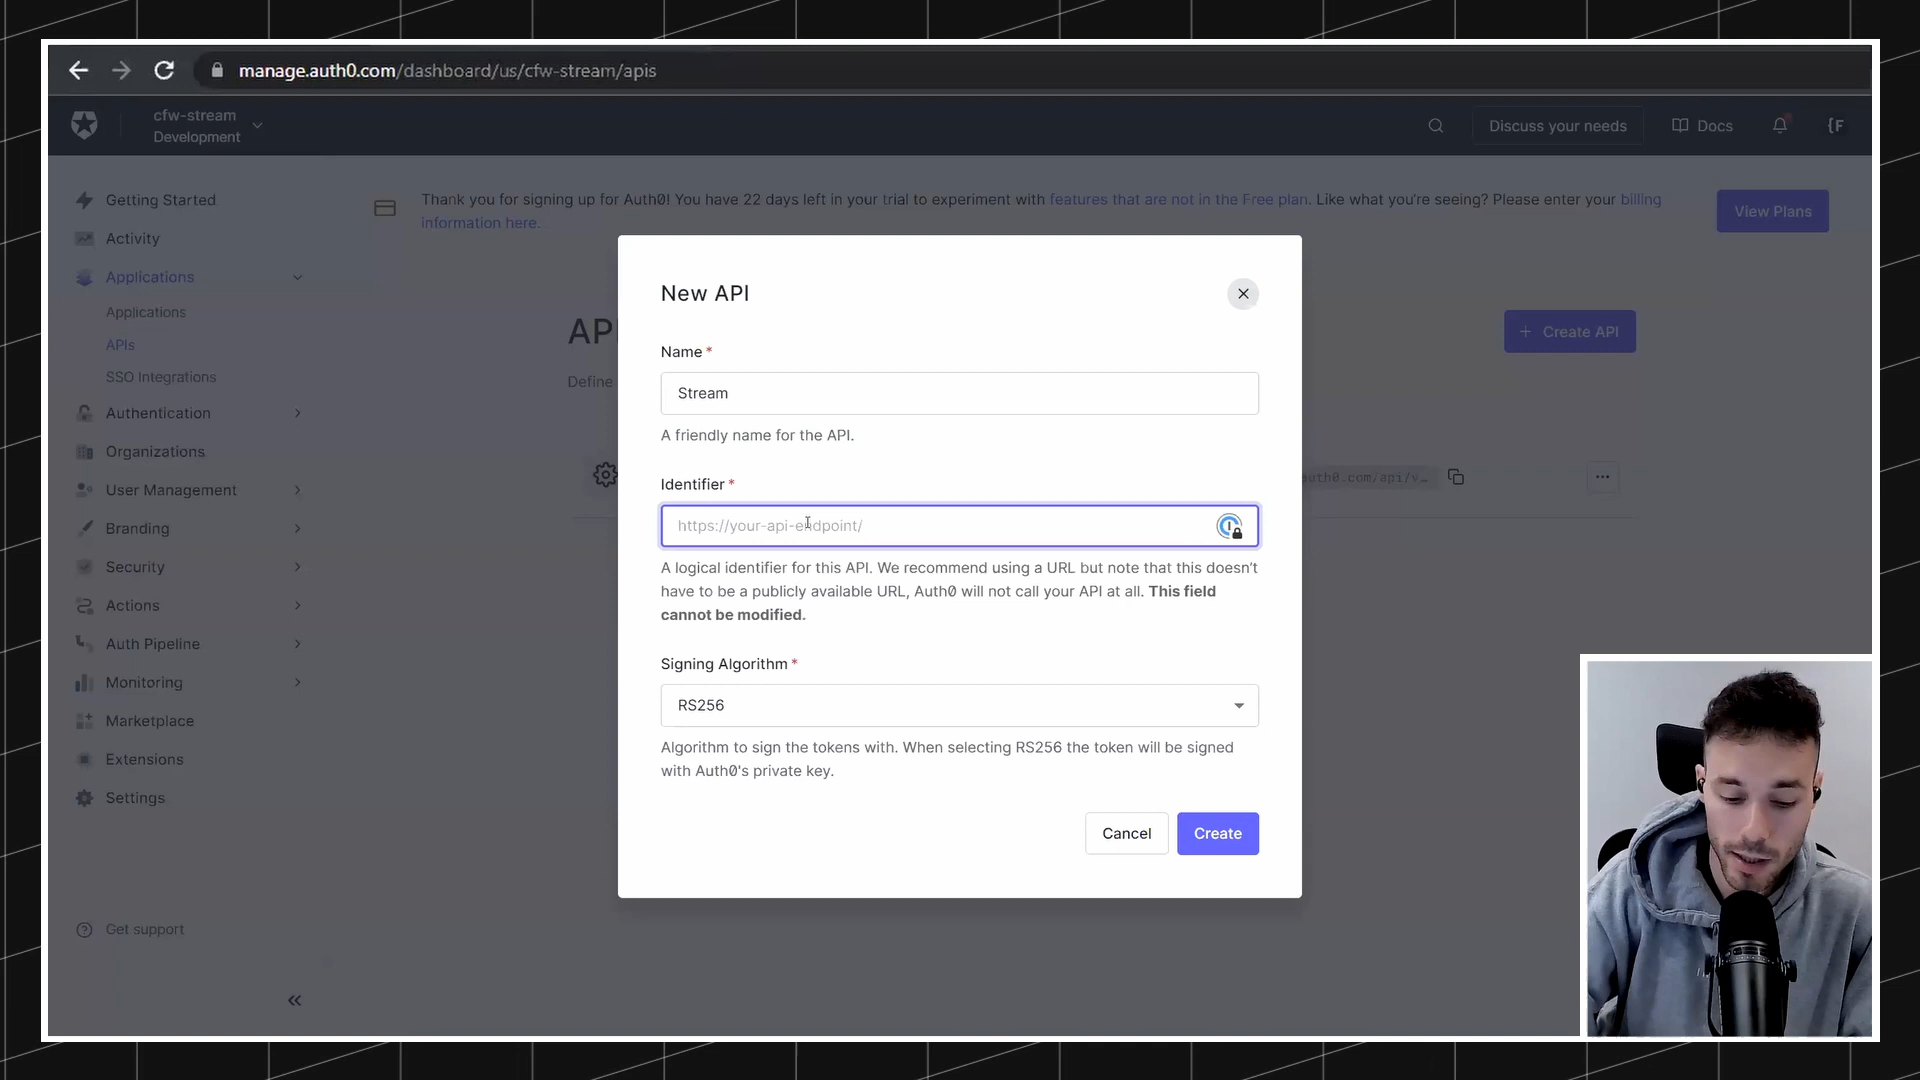 manage.auth0.com/dashboard/us/cfw-stream/apis
cfw-stream
Development
Discuss your needs
Docs
{F
Getting Started
Activity
Applications
Applications
APIs
SSO Integrations
Authentication
Organizations
User Management
Branding
Security
Actions
Auth Pipeline
Monitoring
Marketplace
Extensions
Settings
Get support
Thank you for signing up for Auth0! You have 22 days left in your trial to experiment with features that are not in the Free plan. Like what you're seeing? Please enter your billing
information here.
View Plans
AP
+ Create API
Define
auth0.com/api/v…
New API
Name *
Stream
A friendly name for the API.
Identifier *
https://your-api-endpoint/
A logical identifier for this API. We recommend using a URL but note that this doesn’t
have to be a publicly available URL, Auth0 will not call your API at all. This field
cannot be modified.
Signing Algorithm *
RS256
Algorithm to sign the tokens with. When selecting RS256 the token will be signed
with Auth0's private key.
Cancel
Create